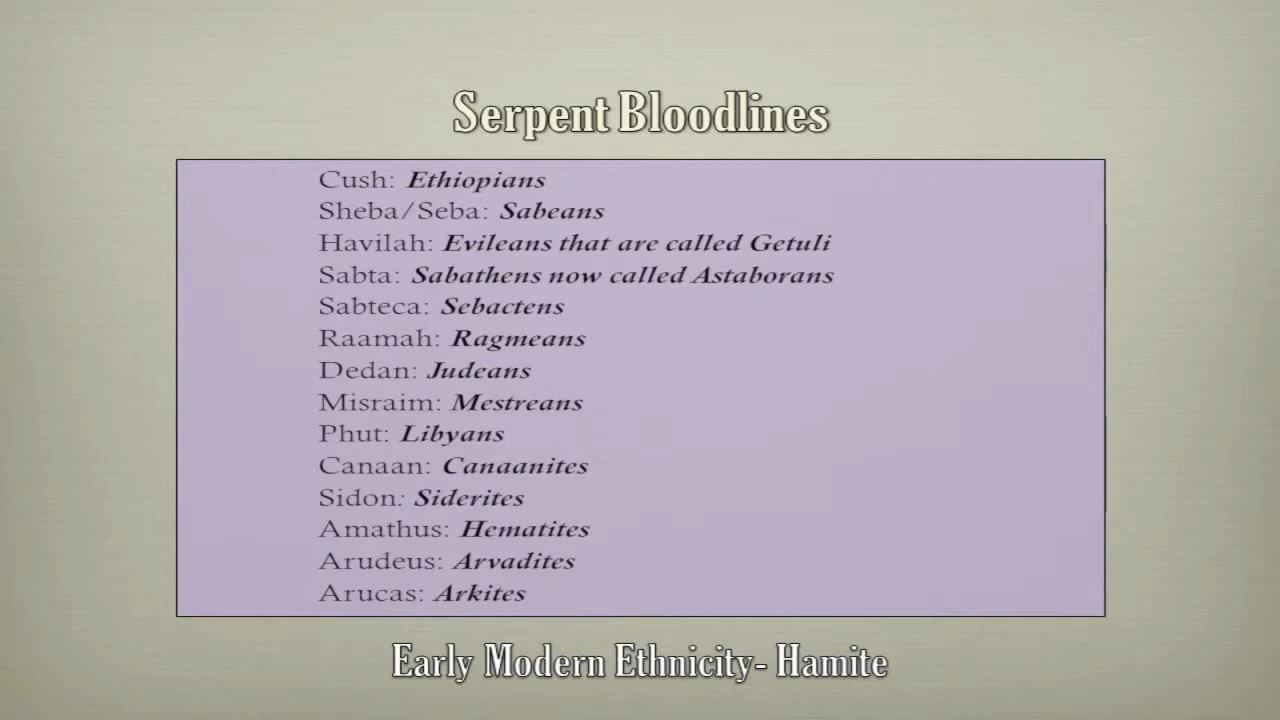 Serpent Bloodlines
Cush: Ethiopians
Sheba/Seba: Sabeans
Havilah: Evileans that are called Getuli
Sabta: Sabathens now called Astaborans
Sabteca: Sebactens
Raamah: Ragmeans
Dedan: Judeans
Misraim: Mestreans
Phut: Libyans
Canaan: Canaanites
Sidon: Siderites
Amathus: Hematites
Arudeus: Arvadites
Arucas: Arkites
Early Modern Ethnicity- Hamite